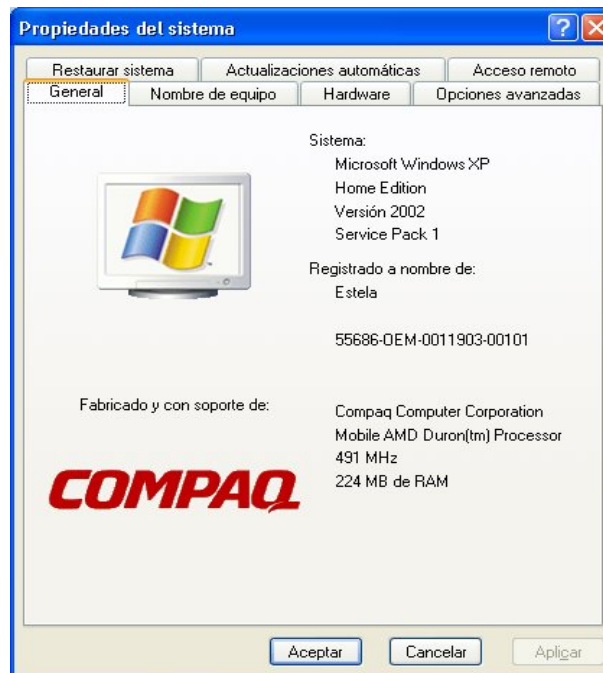 Propiedades del sistema
Restaurar sistema Actualizaciones automáticas Acceso remoto
General Nombre de equipo Hardware Opciones avanzadas
Sistema:
Microsoft Windows XP
Home Edition
Versión 2002
Service Pack 1
Registrado a nombre de:
Estela
55686-OEM-0011903-00101
Fabricado y con soporte de:
Compaq Computer Corporation
Mobile AMD Duron(tm) Processor
491 MHz
224 MB de RAM
COMPAQ
Aceptar Cancelar Aplicar